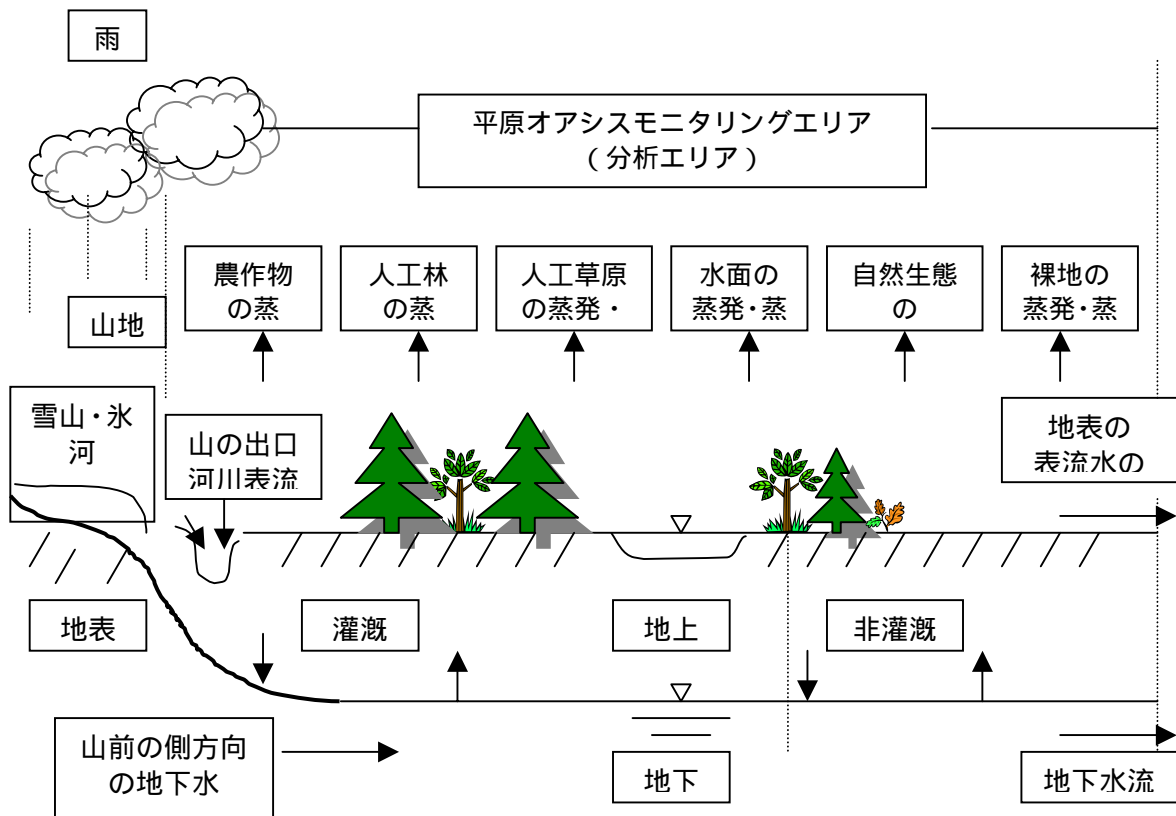 雨
平原オアシスモニタリングエリア
(分析エリア)
農作物
の蒸
人工林
の蒸
人工草原
の蒸発・
水面の
蒸発・蒸
自然生態
の
裸地の
蒸発・蒸
山地
雪山・氷
河
山の出口
河川表流
地表の
表流水の
地表
灌漑
地上
非灌漑
山前の側方向
の地下水
地下
地下水流